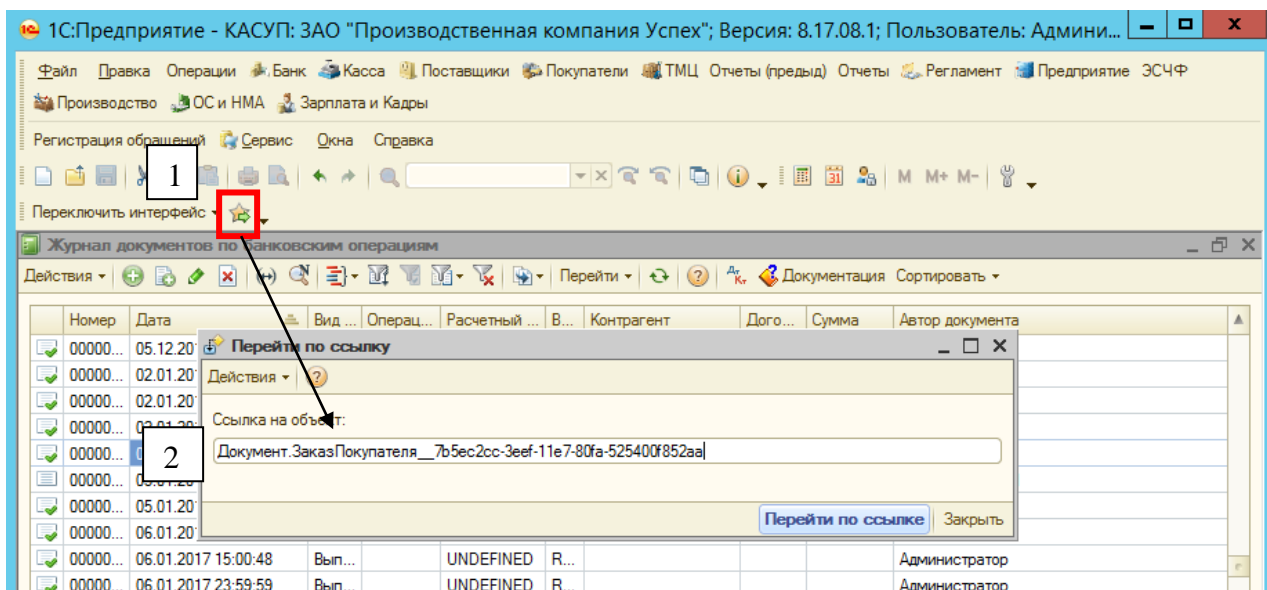 1С:Предприятие - КАСУП: ЗАО "Производственная компания Успех"; Версия: 8.17.08.1; Пользователь: Админи...
Файл Правка Операции Банк Касса Поставщики Покупатели ТМЦ Отчеты (предыд) Отчеты Регламент Предприятие ЭСЧФ
Производство ОС и НМА Зарплата и Кадры
Регистрация обращений Сервис Окна Справка
1
31 M M+ M-
Переключить интерфейс
Журнал документов по банковским операциям
Действия Перейти Дт Кт Документация Сортировать
Номер Дата Вид ... Операц... Расчетный ... В... Контрагент Дого... Сумма Автор документа
00000... 05.12.20
Перейти по ссылку
00000... 02.01.20
Действия
00000... 02.01.20
00000...
Ссылка на объект:
00000...
2
Документ.ЗаказПокупателя__7b5ec2cc-3eef-11e7-80fa-525400f852aa
00000...
00000... 05.01.20
Перейти по ссылке Закрыть
00000... 06.01.20
00000... 06.01.2017 15:00:48 Вып... UNDEFINED R... Администратор
00000... 06.01.2017 23:59:59 Вып... UNDEFINED R... Администратор